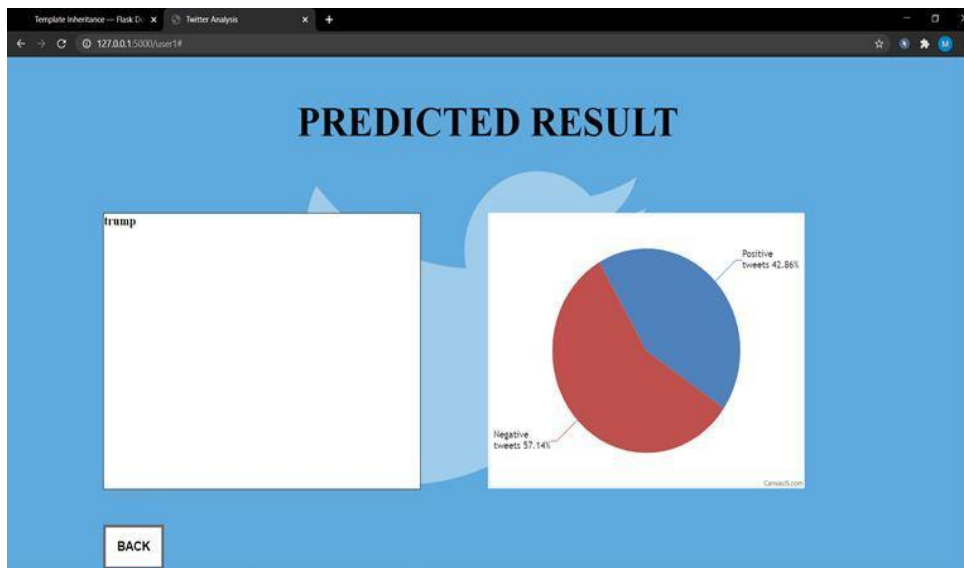 Template Inheritance — Flask Do
Twitter Analysis
127.0.0.1:5000/user1#
M
PREDICTED RESULT
trump
Positive
tweets 42.86%
Negative
tweets 57.14%
CanvasJS.com
BACK